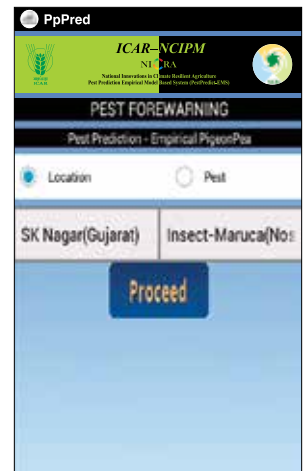 PpPred
ICAR–NCIPM
NICRA
National Innovations in Climate Resilient Agriculture
Pest Prediction Empirical Model Based System (PestPredict-EMS)
PEST FOREWARNING
Pest Prediction - Empirical PigeonPea
Location Pest
SK Nagar(Gujarat) Insect-Maruca(Nos
Proceed